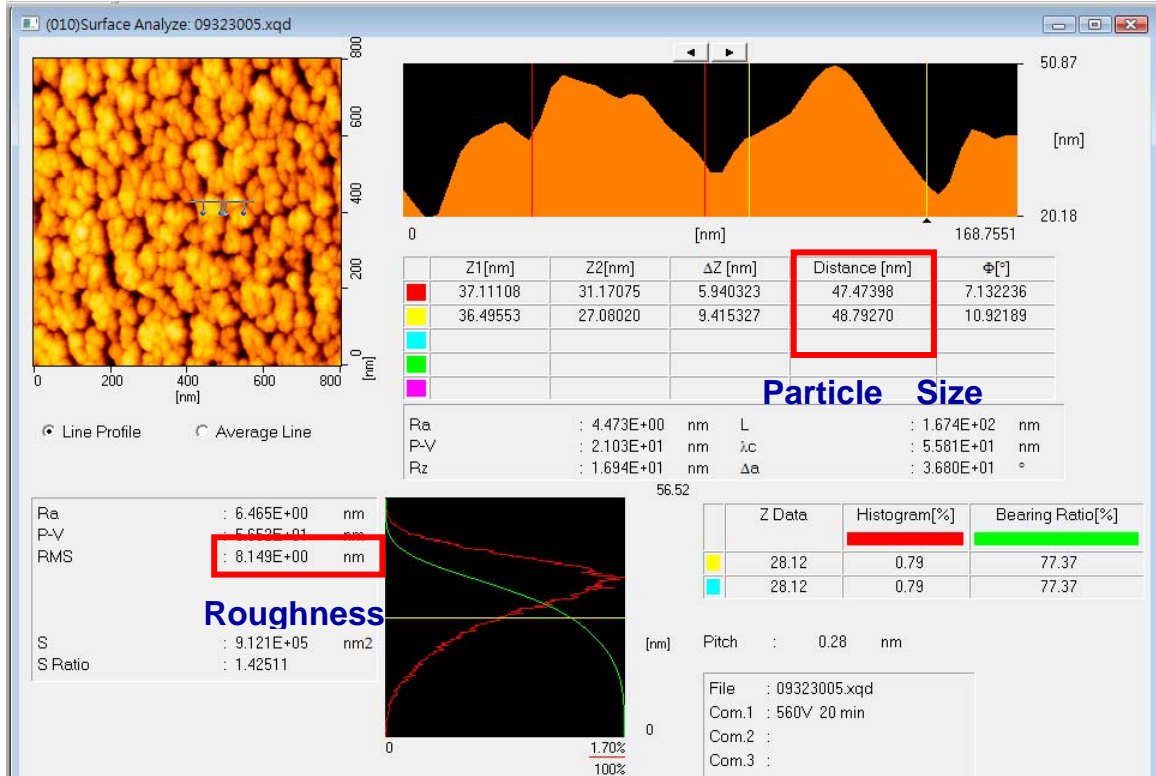 (010)Surface Analyze: 09323005.xqd
800
600
400
200
0
[nm]
0 200 400 600 800
[nm]
Line Profile Average Line
50.87
[nm]
20.18
0 [nm] 168.7551
Z1[nm] Z2[nm] ΔZ [nm] Distance [nm] Φ[°]
37.11108 31.17075 5.940323 47.47398 7.132236
36.49553 27.08020 9.415327 48.79270 10.92189
Particle Size
Ra : 4.473E+00 nm L : 1.674E+02 nm
P-V : 2.103E+01 nm λc : 5.581E+01 nm
Rz : 1.694E+01 nm Δa : 3.680E+01 °
Ra : 6.465E+00 nm
P-V : 5.652E+01 nm
RMS : 8.149E+00 nm
Roughness
S : 9.121E+05 nm2
S Ratio : 1.42511
56.52
[nm]
0
0 1.70%
100%
Z Data Histogram[%] Bearing Ratio[%]
28.12 0.79 77.37
28.12 0.79 77.37
Pitch : 0.28 nm
File : 09323005.xqd
Com.1 : 560V 20 min
Com.2 :
Com.3 :